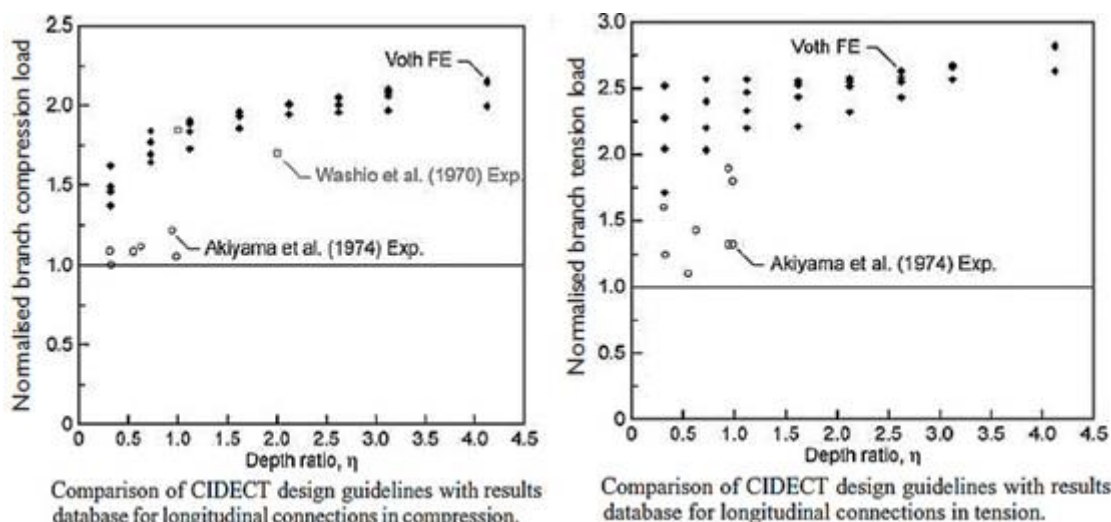 2.5
2.0
1.5
1.0
0.5
0
Normalised branch compression load
Voth FE
Washio et al. (1970) Exp.
Akiyama et al. (1974) Exp.
0 0.5 1.0 1.5 2.0 2.5 3.0 3.5 4.0 4.5
Depth ratio, η
Comparison of CIDECT design guidelines with results
database for longitudinal connections in compression.
3.0
2.5
2.0
1.5
1.0
0.5
0
Normalised branch tension load
Voth FE
Akiyama et al. (1974) Exp.
0 0.5 1.0 1.5 2.0 2.5 3.0 3.5 4.0 4.5
Depth ratio, η
Comparison of CIDECT design guidelines with results
database for longitudinal connections in tension.